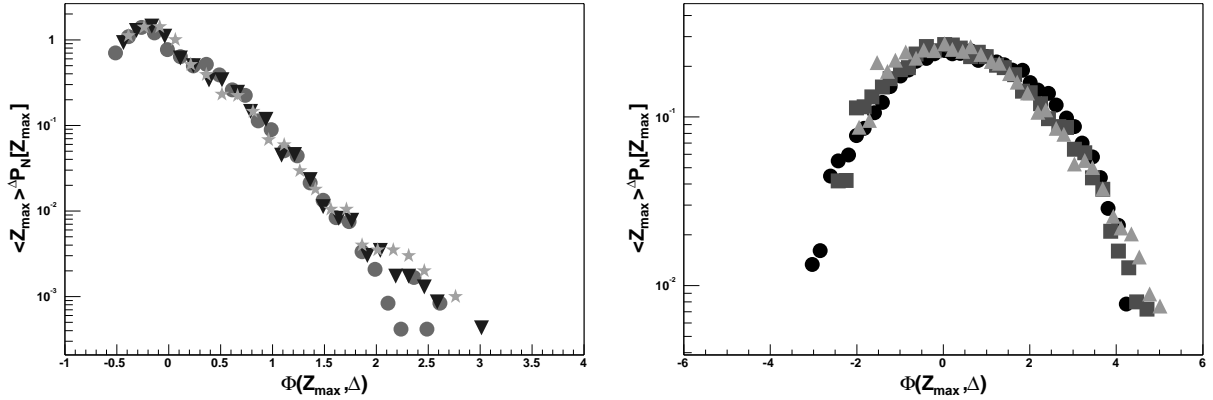 <Z_max>^Δ P_N[Z_max]
1
10^-1
10^-2
10^-3
-1 -0.5 0 0.5 1 1.5 2 2.5 3 3.5 4
Φ(Z_max,Δ)
<Z_max>^Δ P_N[Z_max]
10^-1
10^-2
-6 -4 -2 0 2 4 6
Φ(Z_max,Δ)